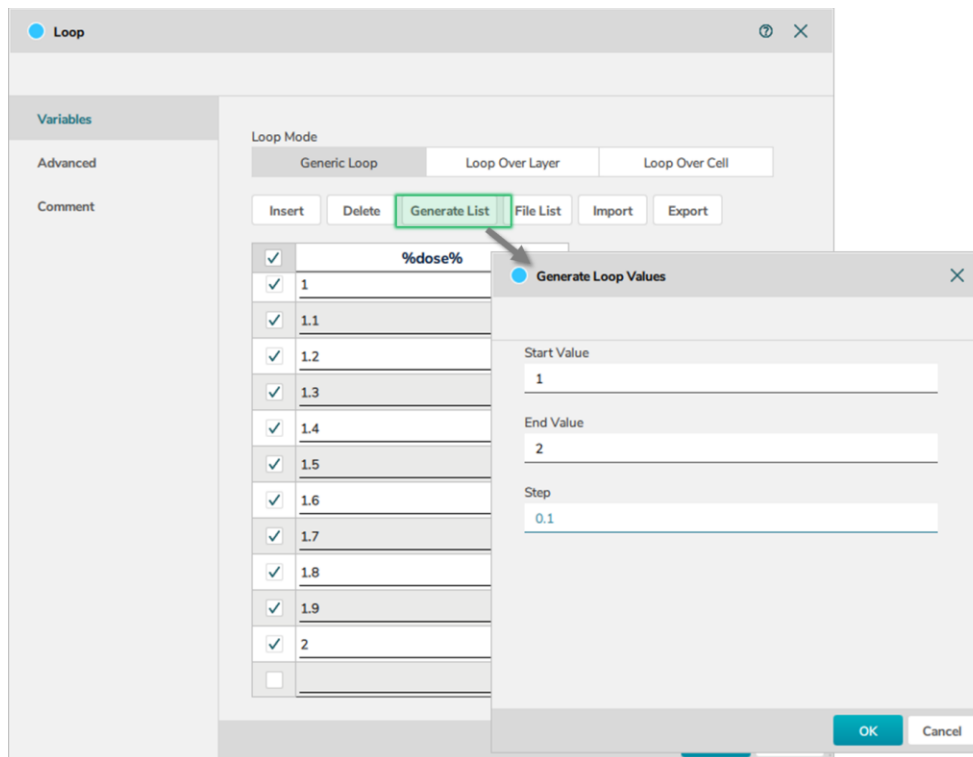 Loop
Variables
Advanced
Comment
Loop Mode
Generic Loop Loop Over Layer Loop Over Cell
Insert Delete Generate List File List Import Export
%dose%
1
1.1
1.2
1.3
1.4
1.5
1.6
1.7
1.8
1.9
2
Generate Loop Values
Start Value
1
End Value
2
Step
0.1
OK Cancel